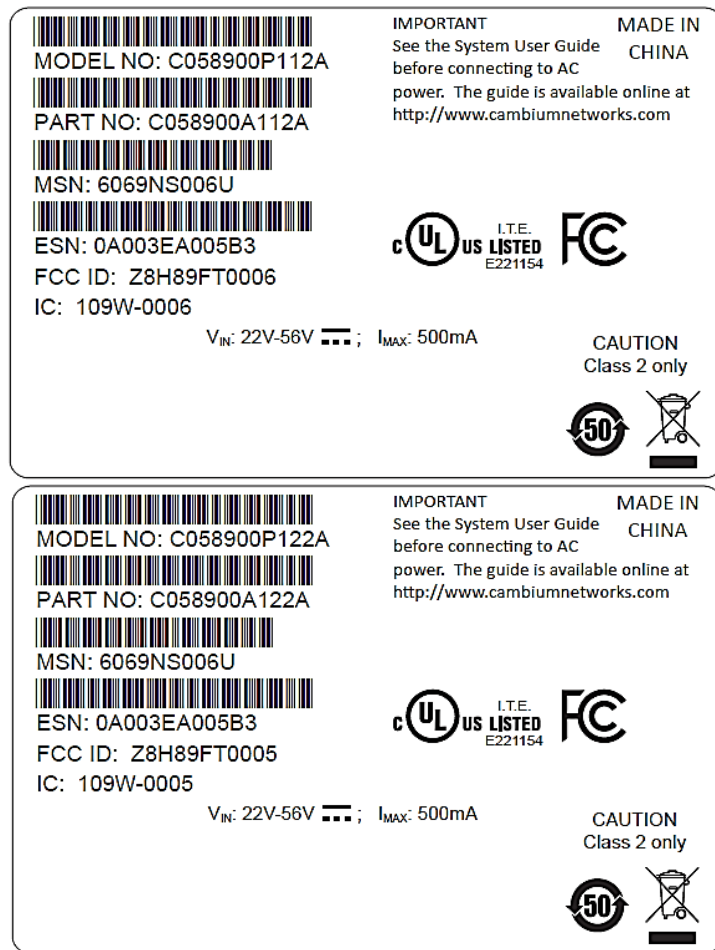 MODEL NO: C058900P112A
PART NO: C058900A112A
MSN: 6069NS006U
ESN: 0A003EA005B3
FCC ID: Z8H89FT0006
IC: 109W-0006
IMPORTANT
See the System User Guide
before connecting to AC
power. The guide is available online at
http://www.cambiumnetworks.com
MADE IN
CHINA
C UL US LISTED
I.T.E.
E221154
FC
VIN: 22V-56V ; IMAX: 500mA
CAUTION
Class 2 only
50
MODEL NO: C058900P122A
PART NO: C058900A122A
MSN: 6069NS006U
ESN: 0A003EA005B3
FCC ID: Z8H89FT0005
IC: 109W-0005
IMPORTANT
See the System User Guide
before connecting to AC
power. The guide is available online at
http://www.cambiumnetworks.com
MADE IN
CHINA
C UL US LISTED
I.T.E.
E221154
FC
VIN: 22V-56V ; IMAX: 500mA
CAUTION
Class 2 only
50